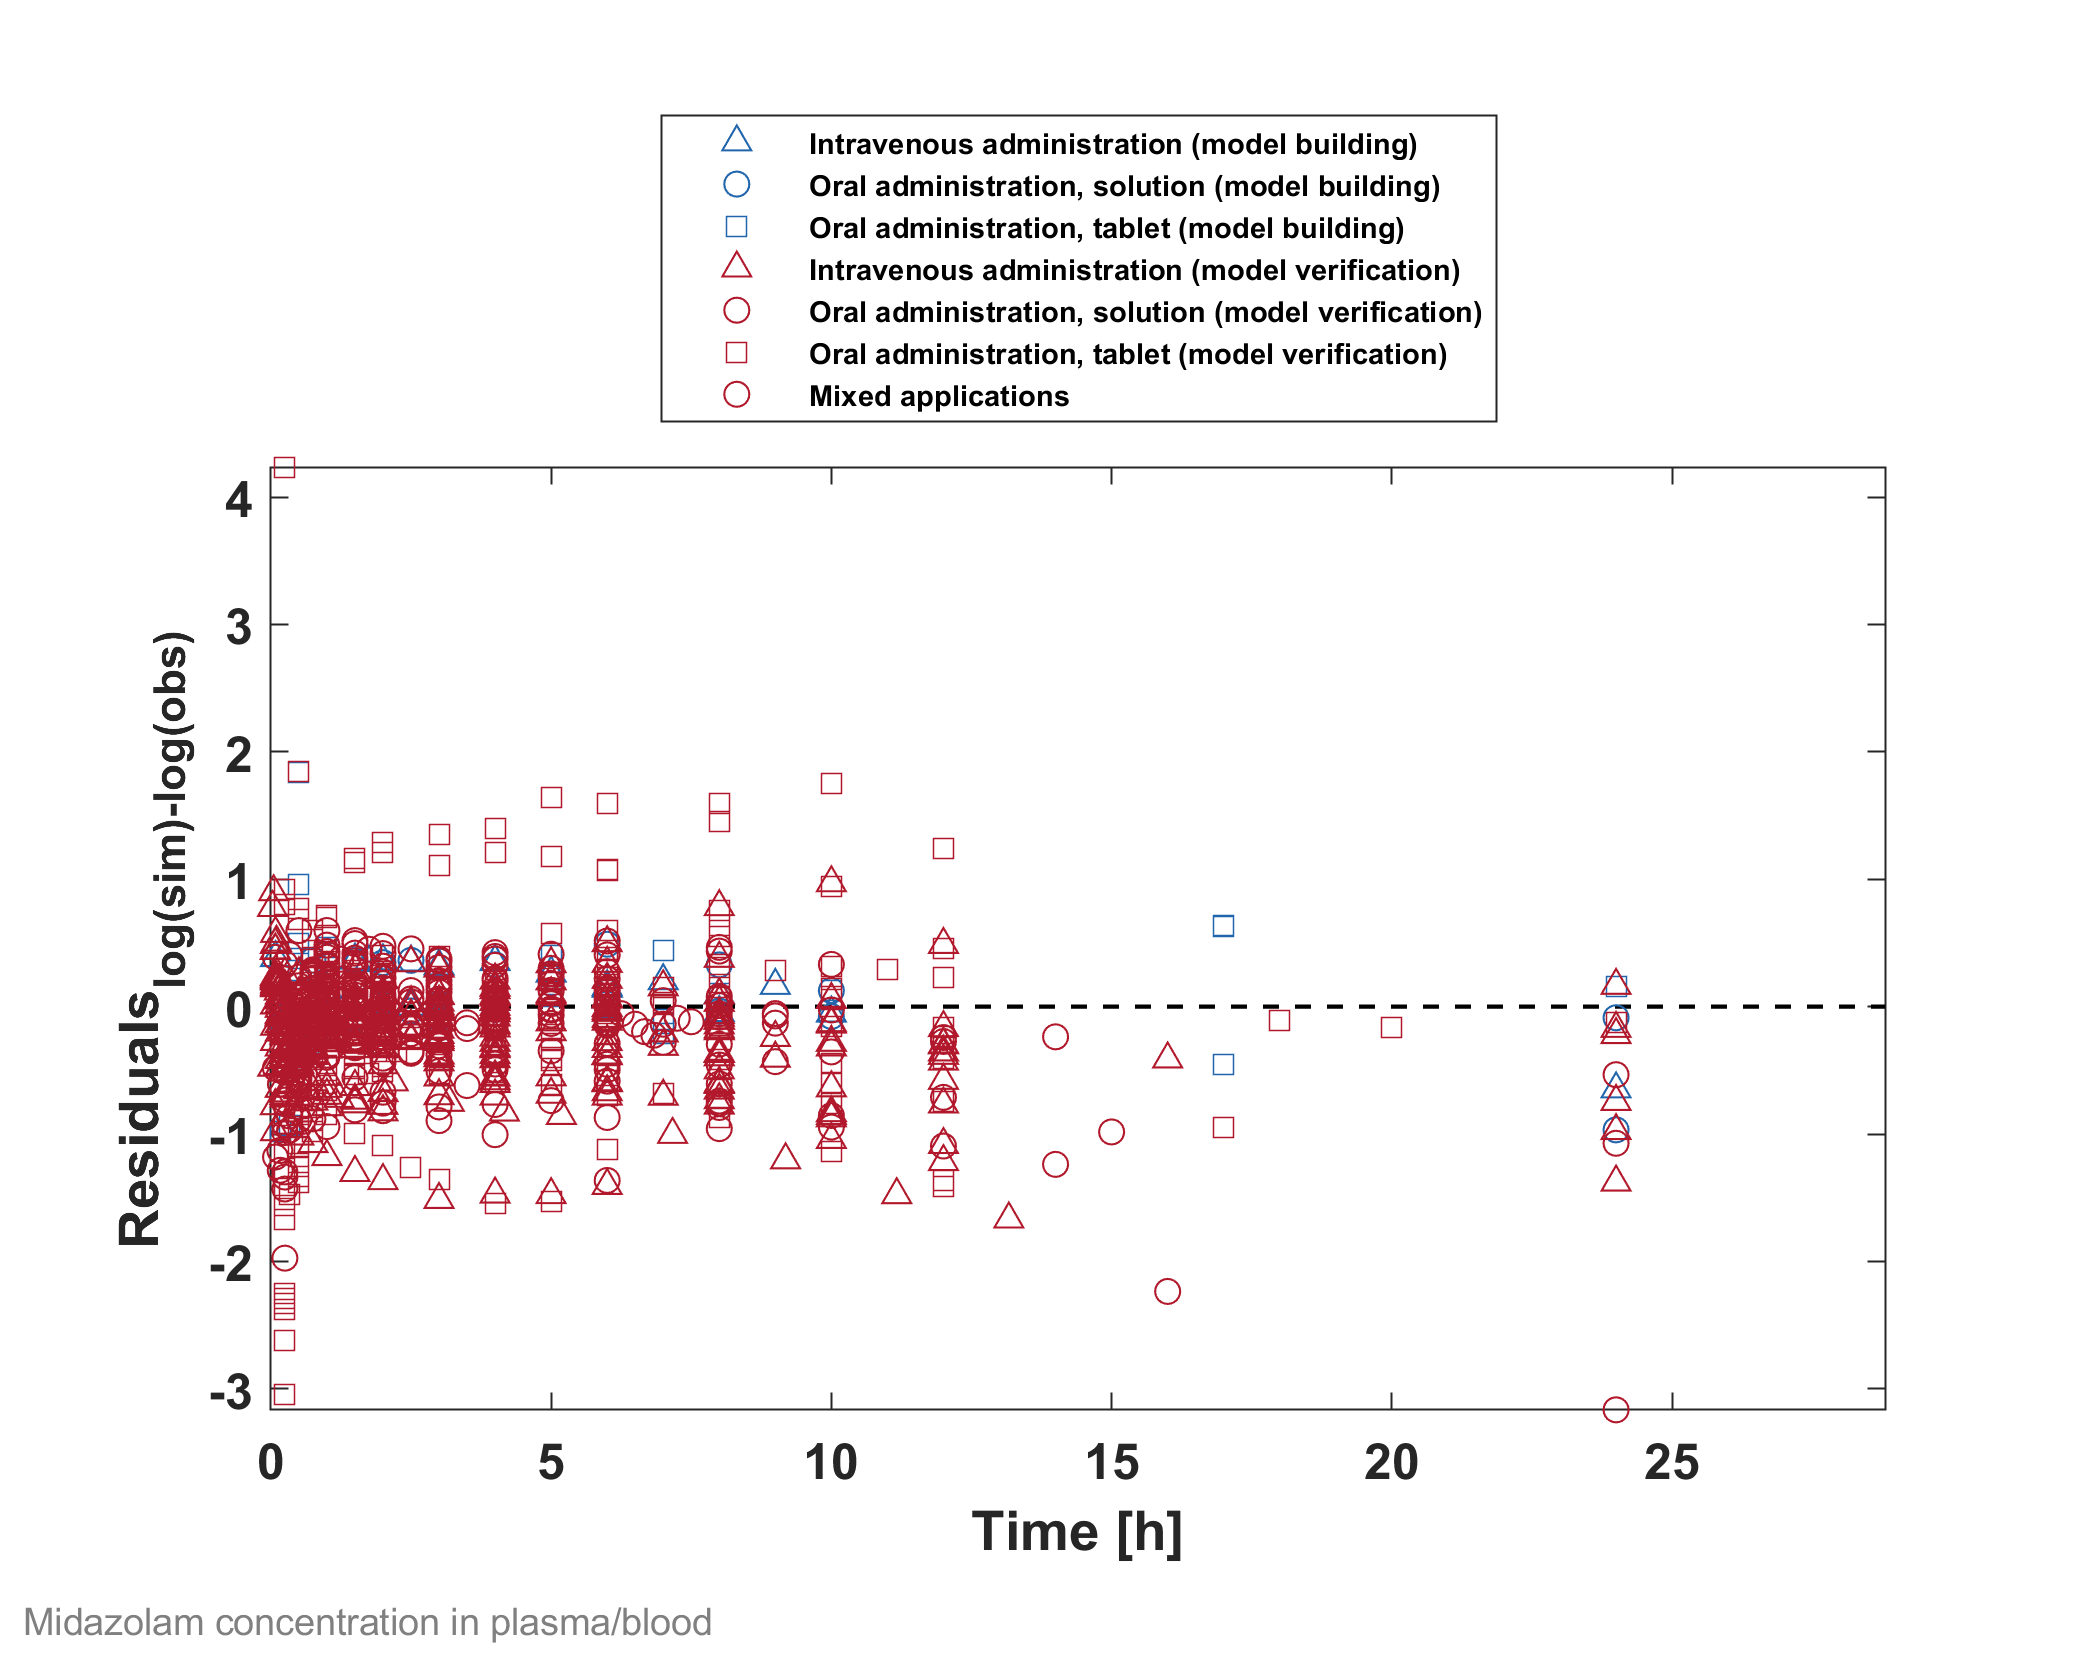 Intravenous administration (model building)
Oral administration, solution (model building)
Oral administration, tablet (model building)
Intravenous administration (model verification)
Oral administration, solution (model verification)
Oral administration, tablet (model verification)
Mixed applications
Residuals
log(sim)-log(obs)
4
3
2
1
0
-1
-2
-3
0 5 10 15 20 25
Time [h]
Midazolam concentration in plasma/blood